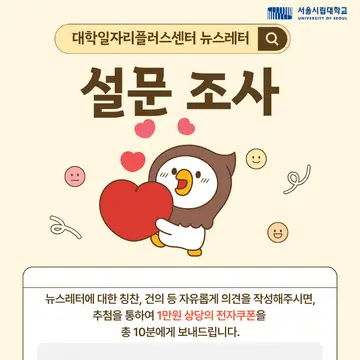 서울시립대학교
UNIVERSITY OF SEOUL
대학일자리플러스센터 뉴스레터
설문 조사
뉴스레터에 대한 칭찬, 건의 등 자유롭게 의견을 작성해주시면,
추첨을 통하여 1만원 상당의 전자쿠폰을
총 10분에게 보내드립니다.